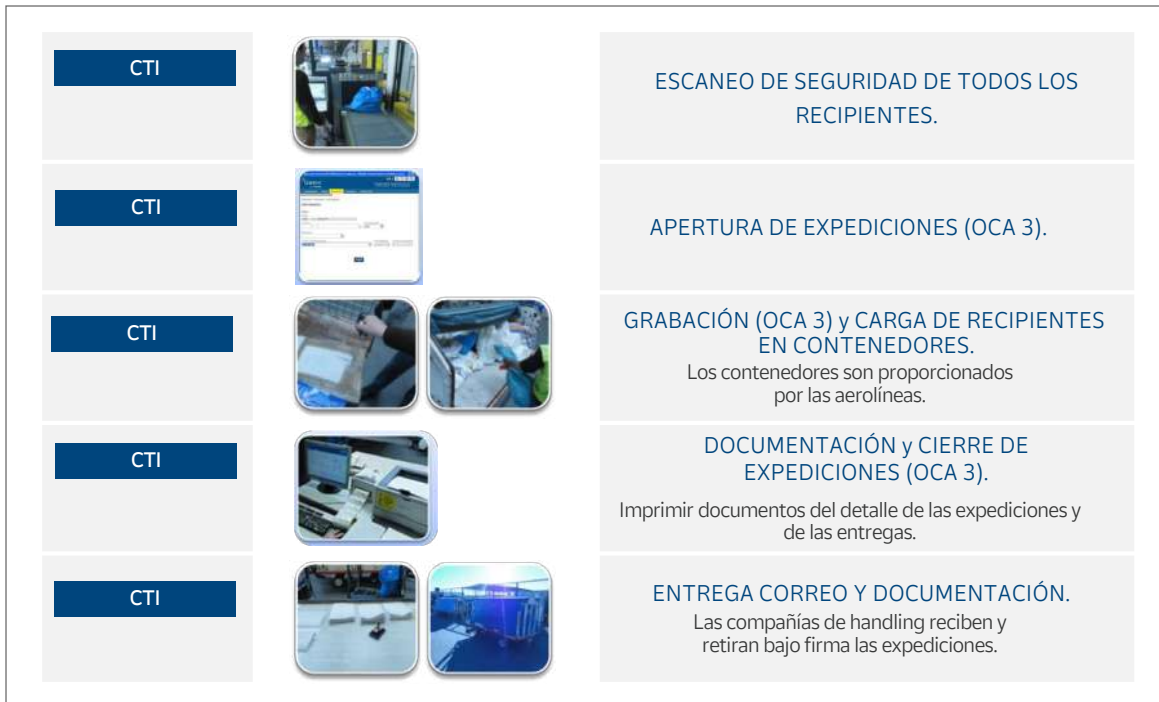 CTI
ESCANEO DE SEGURIDAD DE TODOS LOS
RECIPIENTES.
CTI
APERTURA DE EXPEDICIONES (OCA 3).
CTI
GRABACIÓN (OCA 3) y CARGA DE RECIPIENTES
EN CONTENEDORES.
Los contenedores son proporcionados
por las aerolíneas.
CTI
DOCUMENTACIÓN y CIERRE DE
EXPEDICIONES (OCA 3).
Imprimir documentos del detalle de las expediciones y
de las entregas.
CTI
ENTREGA CORREO Y DOCUMENTACIÓN.
Las compañías de handling reciben y
retiran bajo firma las expediciones.